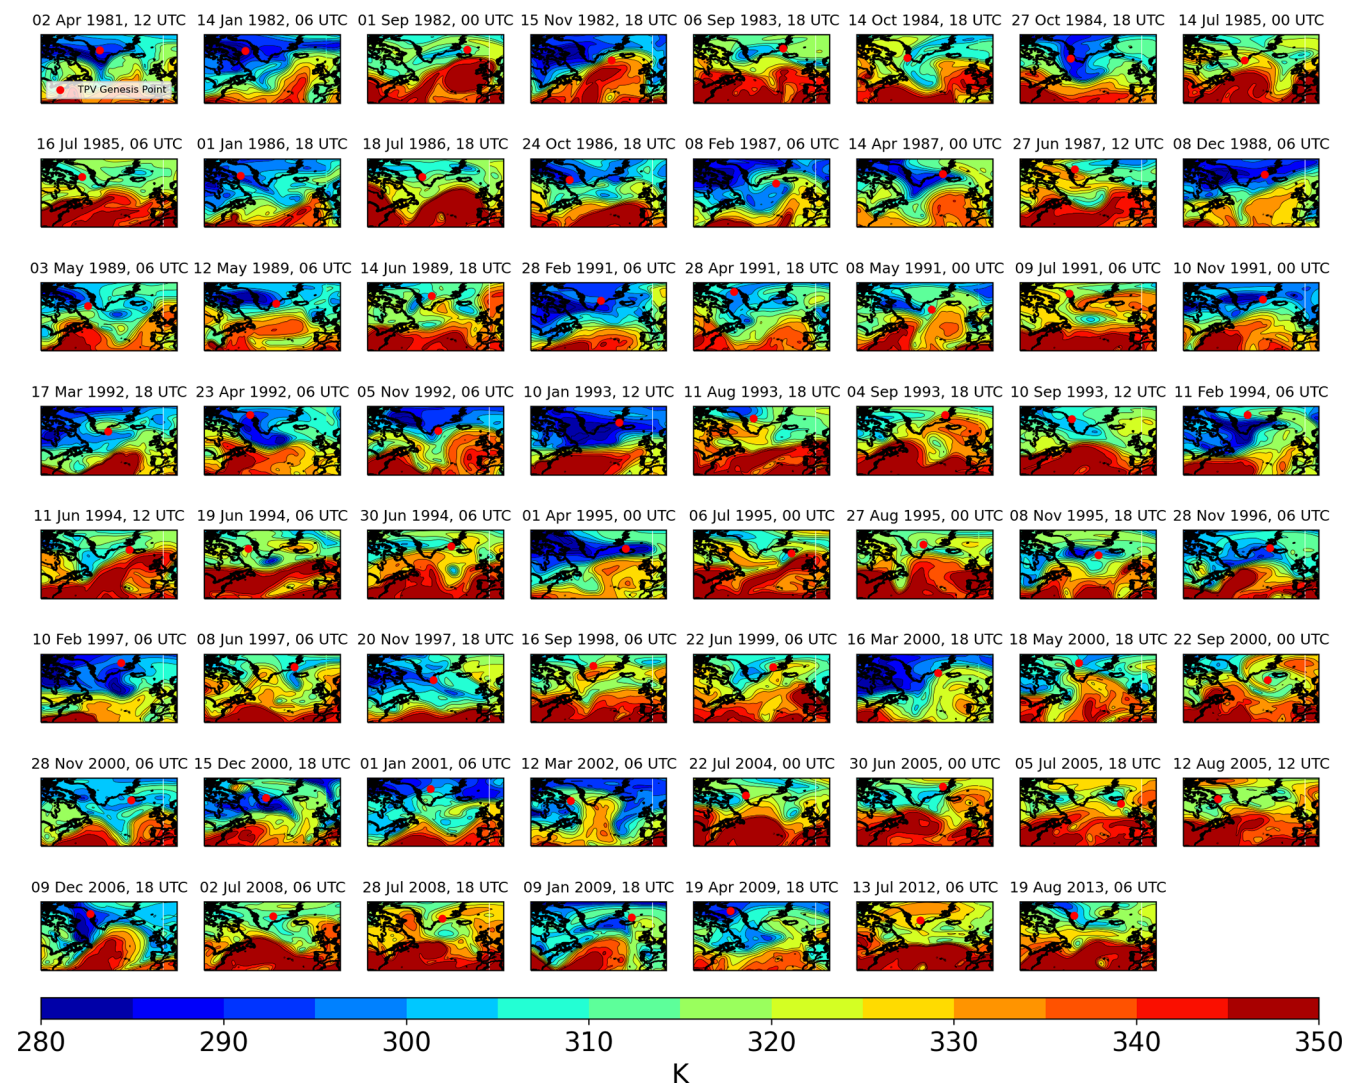 02 Apr 1981, 12 UTC 14 Jan 1982, 06 UTC 01 Sep 1982, 00 UTC 15 Nov 1982, 18 UTC 06 Sep 1983, 18 UTC 14 Oct 1984, 18 UTC 27 Oct 1984, 18 UTC 14 Jul 1985, 00 UTC
TPV Genesis Point
16 Jul 1985, 06 UTC 01 Jan 1986, 18 UTC 18 Jul 1986, 18 UTC 24 Oct 1986, 18 UTC 08 Feb 1987, 06 UTC 14 Apr 1987, 00 UTC 27 Jun 1987, 12 UTC 08 Dec 1988, 06 UTC
03 May 1989, 06 UTC 12 May 1989, 06 UTC 14 Jun 1989, 18 UTC 28 Feb 1991, 06 UTC 28 Apr 1991, 18 UTC 08 May 1991, 00 UTC 09 Jul 1991, 06 UTC 10 Nov 1991, 00 UTC
17 Mar 1992, 18 UTC 23 Apr 1992, 06 UTC 05 Nov 1992, 06 UTC 10 Jan 1993, 12 UTC 11 Aug 1993, 18 UTC 04 Sep 1993, 18 UTC 10 Sep 1993, 12 UTC 11 Feb 1994, 06 UTC
11 Jun 1994, 12 UTC 19 Jun 1994, 06 UTC 30 Jun 1994, 06 UTC 01 Apr 1995, 00 UTC 06 Jul 1995, 00 UTC 27 Aug 1995, 00 UTC 08 Nov 1995, 18 UTC 28 Nov 1996, 06 UTC
10 Feb 1997, 06 UTC 08 Jun 1997, 06 UTC 20 Nov 1997, 18 UTC 16 Sep 1998, 06 UTC 22 Jun 1999, 06 UTC 16 Mar 2000, 18 UTC 18 May 2000, 18 UTC 22 Sep 2000, 00 UTC
28 Nov 2000, 06 UTC 15 Dec 2000, 18 UTC 01 Jan 2001, 06 UTC 12 Mar 2002, 06 UTC 22 Jul 2004, 00 UTC 30 Jun 2005, 00 UTC 05 Jul 2005, 18 UTC 12 Aug 2005, 12 UTC
09 Dec 2006, 18 UTC 02 Jul 2008, 06 UTC 28 Jul 2008, 18 UTC 09 Jan 2009, 18 UTC 19 Apr 2009, 18 UTC 13 Jul 2012, 06 UTC 19 Aug 2013, 06 UTC
280 290 300 310 320 330 340 350
K